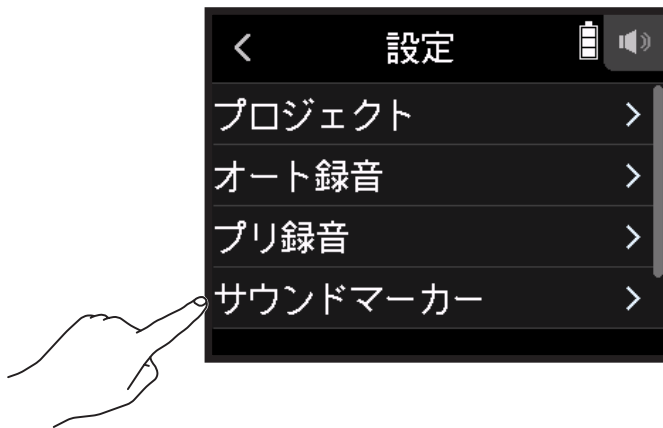 設定
プロジェクト
オート録音
プリ録音
サウンドマーカー